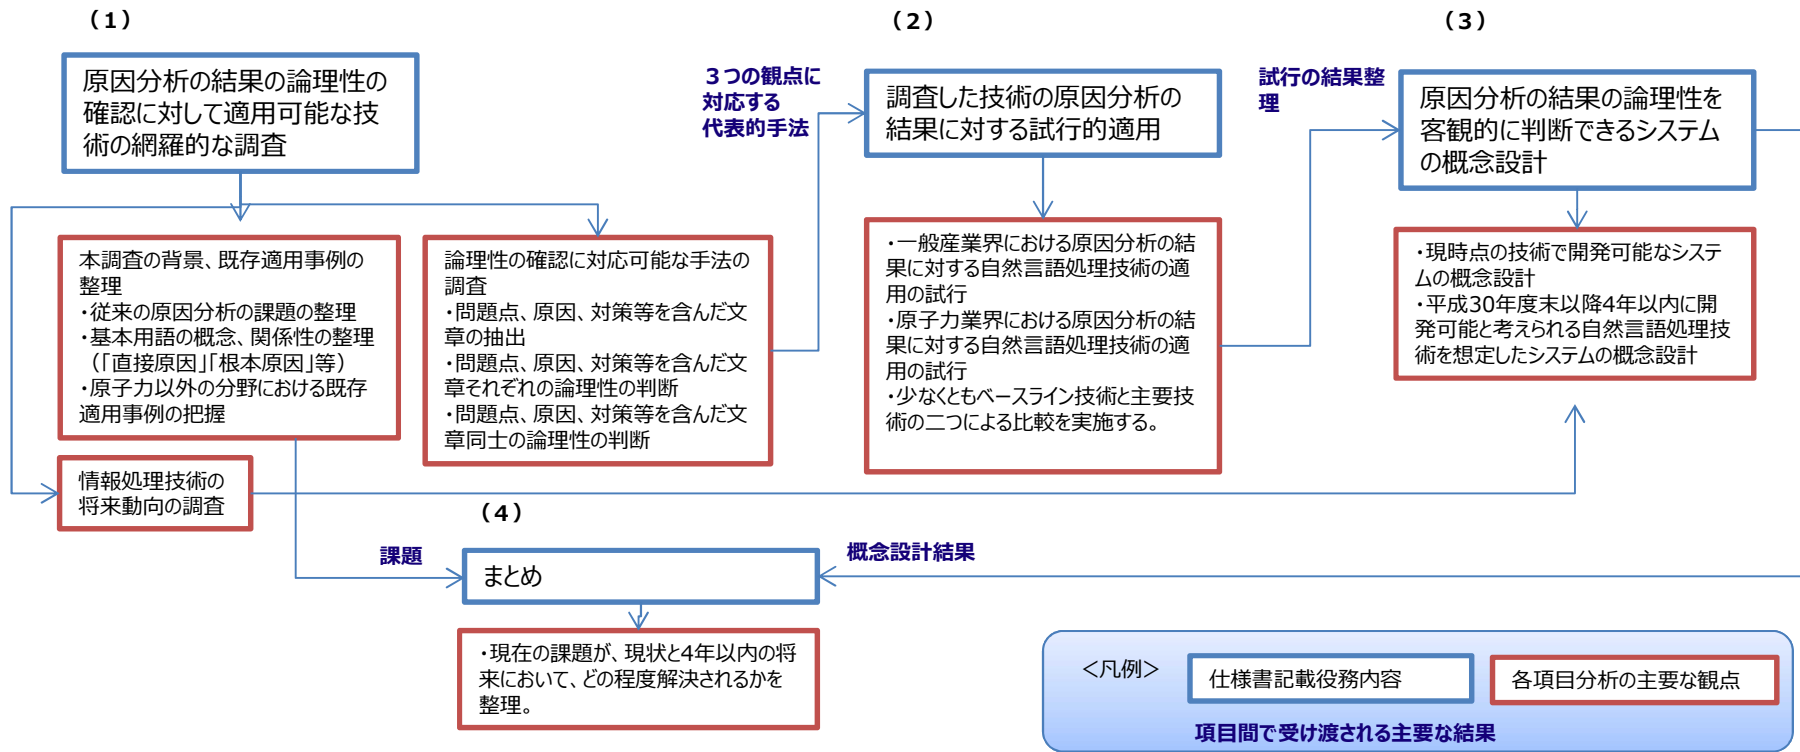 （１）
原因分析の結果の論理性の
確認に対して適用可能な技
術の網羅的な調査
本調査の背景、既存適用事例の
整理
・従来の原因分析の課題の整理
・基本用語の概念、関係性の整理
（「直接原因」「根本原因」等）
・原子力以外の分野における既存
適用事例の把握
論理性の確認に対応可能な手法の
調査
・問題点、原因、対策等を含んだ文
章の抽出
・問題点、原因、対策等を含んだ文
章それぞれの論理性の判断
・問題点、原因、対策等を含んだ文
章同士の論理性の判断
情報処理技術の
将来動向の調査
３つの観点に
対応する
代表的手法
（２）
調査した技術の原因分析の
結果に対する試行的適用
・一般産業界における原因分析の結
果に対する自然言語処理技術の適
用の試行
・原子力業界における原因分析の結
果に対する自然言語処理技術の適
用の試行
・少なくともベースライン技術と主要技
術の二つによる比較を実施する。
試行の結果整
理
（３）
原因分析の結果の論理性を
客観的に判断できるシステム
の概念設計
・現時点の技術で開発可能なシステ
ムの概念設計
・平成30年度末以降4年以内に開
発可能と考えられる自然言語処理技
術を想定したシステムの概念設計
（４）
課題
まとめ
概念設計結果
・現在の課題が、現状と4年以内の将
来において、どの程度解決されるかを
整理。
＜凡例＞
仕様書記載役務内容
各項目分析の主要な観点
項目間で受け渡される主要な結果